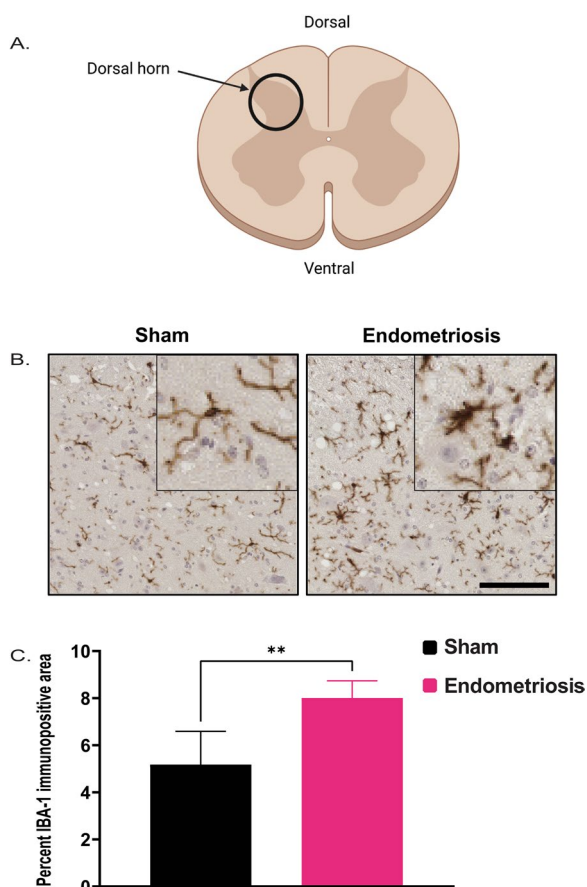 A.
Dorsal
Dorsal horn
Ventral
B.
Sham
Endometriosis
C.
Percent IBA-1 immunopositive area
10
8
6
4
2
0
**
Sham
Endometriosis